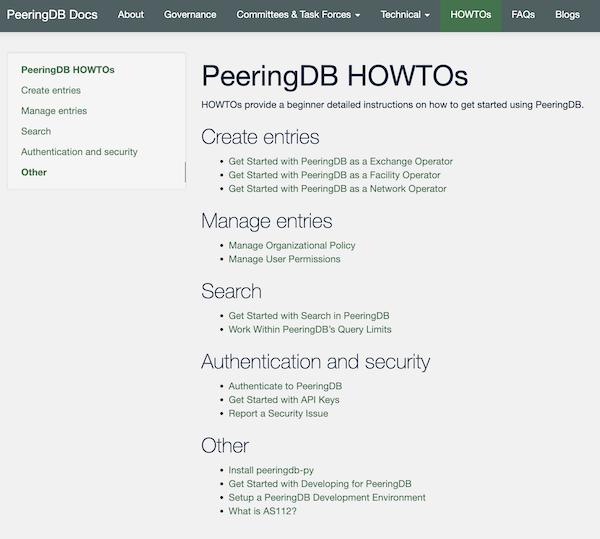 PeeringDB Docs About Governance Committees & Task Forces Technical HOWTOs FAQs Blogs
PeeringDB HOWTOs
Create entries
Manage entries
Search
Authentication and security
Other
PeeringDB HOWTOs
HOWTOs provide a beginner detailed instructions on how to get started using PeeringDB.
Create entries
• Get Started with PeeringDB as a Exchange Operator
• Get Started with PeeringDB as a Facility Operator
• Get Started with PeeringDB as a Network Operator
Manage entries
• Manage Organizational Policy
• Manage User Permissions
Search
• Get Started with Search in PeeringDB
• Work Within PeeringDB's Query Limits
Authentication and security
• Authenticate to PeeringDB
• Get Started with API Keys
• Report a Security Issue
Other
• Install peeringdb-py
• Get Started with Developing for PeeringDB
• Setup a PeeringDB Development Environment
• What is AS112?